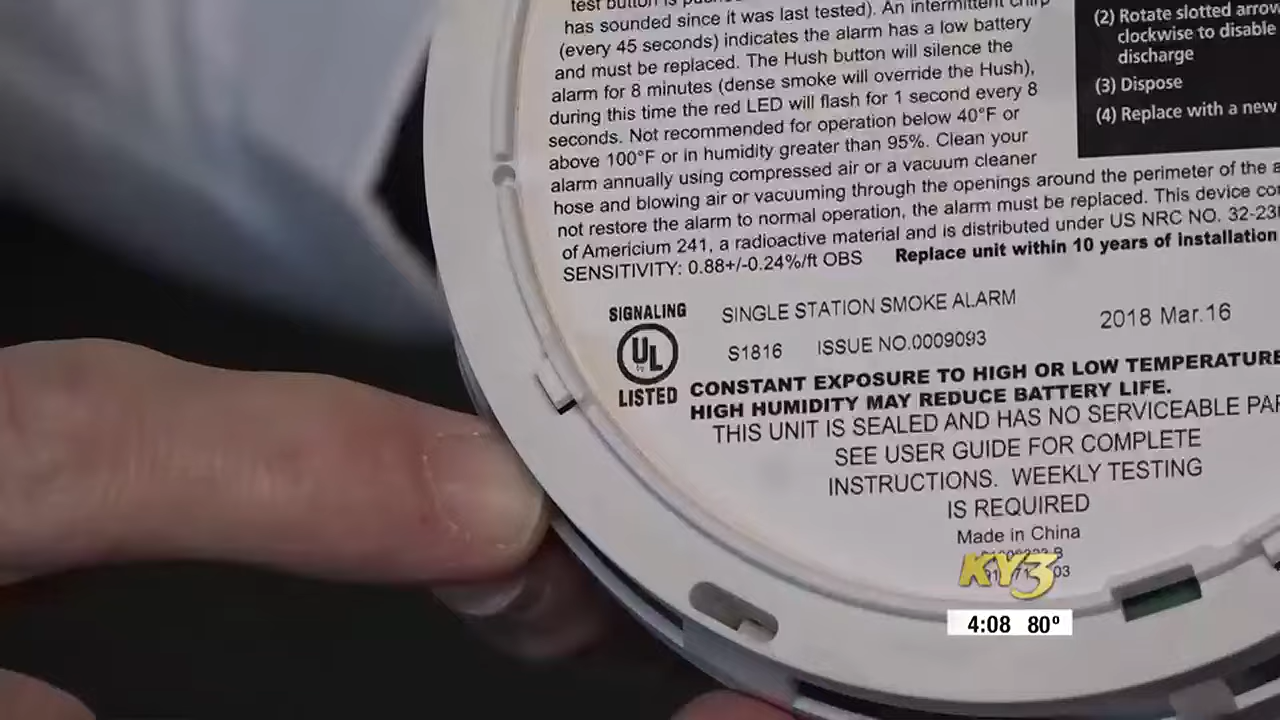 test button is
has sounded since it was last tested). An intermittent chirp
(every 45 seconds) indicates the alarm has a low battery
and must be replaced. The Hush button will silence the
alarm for 8 minutes (dense smoke will override the Hush),
during this time the red LED will flash for 1 second every 8
seconds. Not recommended for operation below 40°F or
above 100°F or in humidity greater than 95%. Clean your
alarm annually using compressed air or a vacuum cleaner
hose and blowing air or vacuuming through the openings around the perimeter of the
not restore the alarm to normal operation, the alarm must be replaced. This device
of Americium 241, a radioactive material and is distributed under US NRC NO. 32-23
SENSITIVITY: 0.88+/-0.24%/ft OBS Replace unit within 10 years of installation
(2) Rotate slotted arrow
clockwise to disable
discharge
(3) Dispose
(4) Replace with a new
SIGNALING
UL
LISTED
SINGLE STATION SMOKE ALARM
2018 Mar.16
S1816 ISSUE NO.0009093
CONSTANT EXPOSURE TO HIGH OR LOW TEMPERATURE
HIGH HUMIDITY MAY REDUCE BATTERY LIFE.
THIS UNIT IS SEALED AND HAS NO SERVICEABLE
SEE USER GUIDE FOR COMPLETE
INSTRUCTIONS. WEEKLY TESTING
IS REQUIRED
Made in China
KY3
4:08 80°